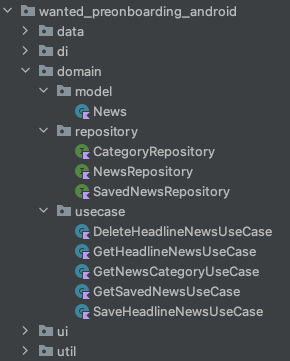 wanted_preonboarding_android
data
di
domain
model
News
repository
CategoryRepository
NewsRepository
SavedNewsRepository
usecase
DeleteHeadlineNewsUseCase
GetHeadlineNewsUseCase
GetNewsCategoryUseCase
GetSavedNewsUseCase
SaveHeadlineNewsUseCase
ui
util